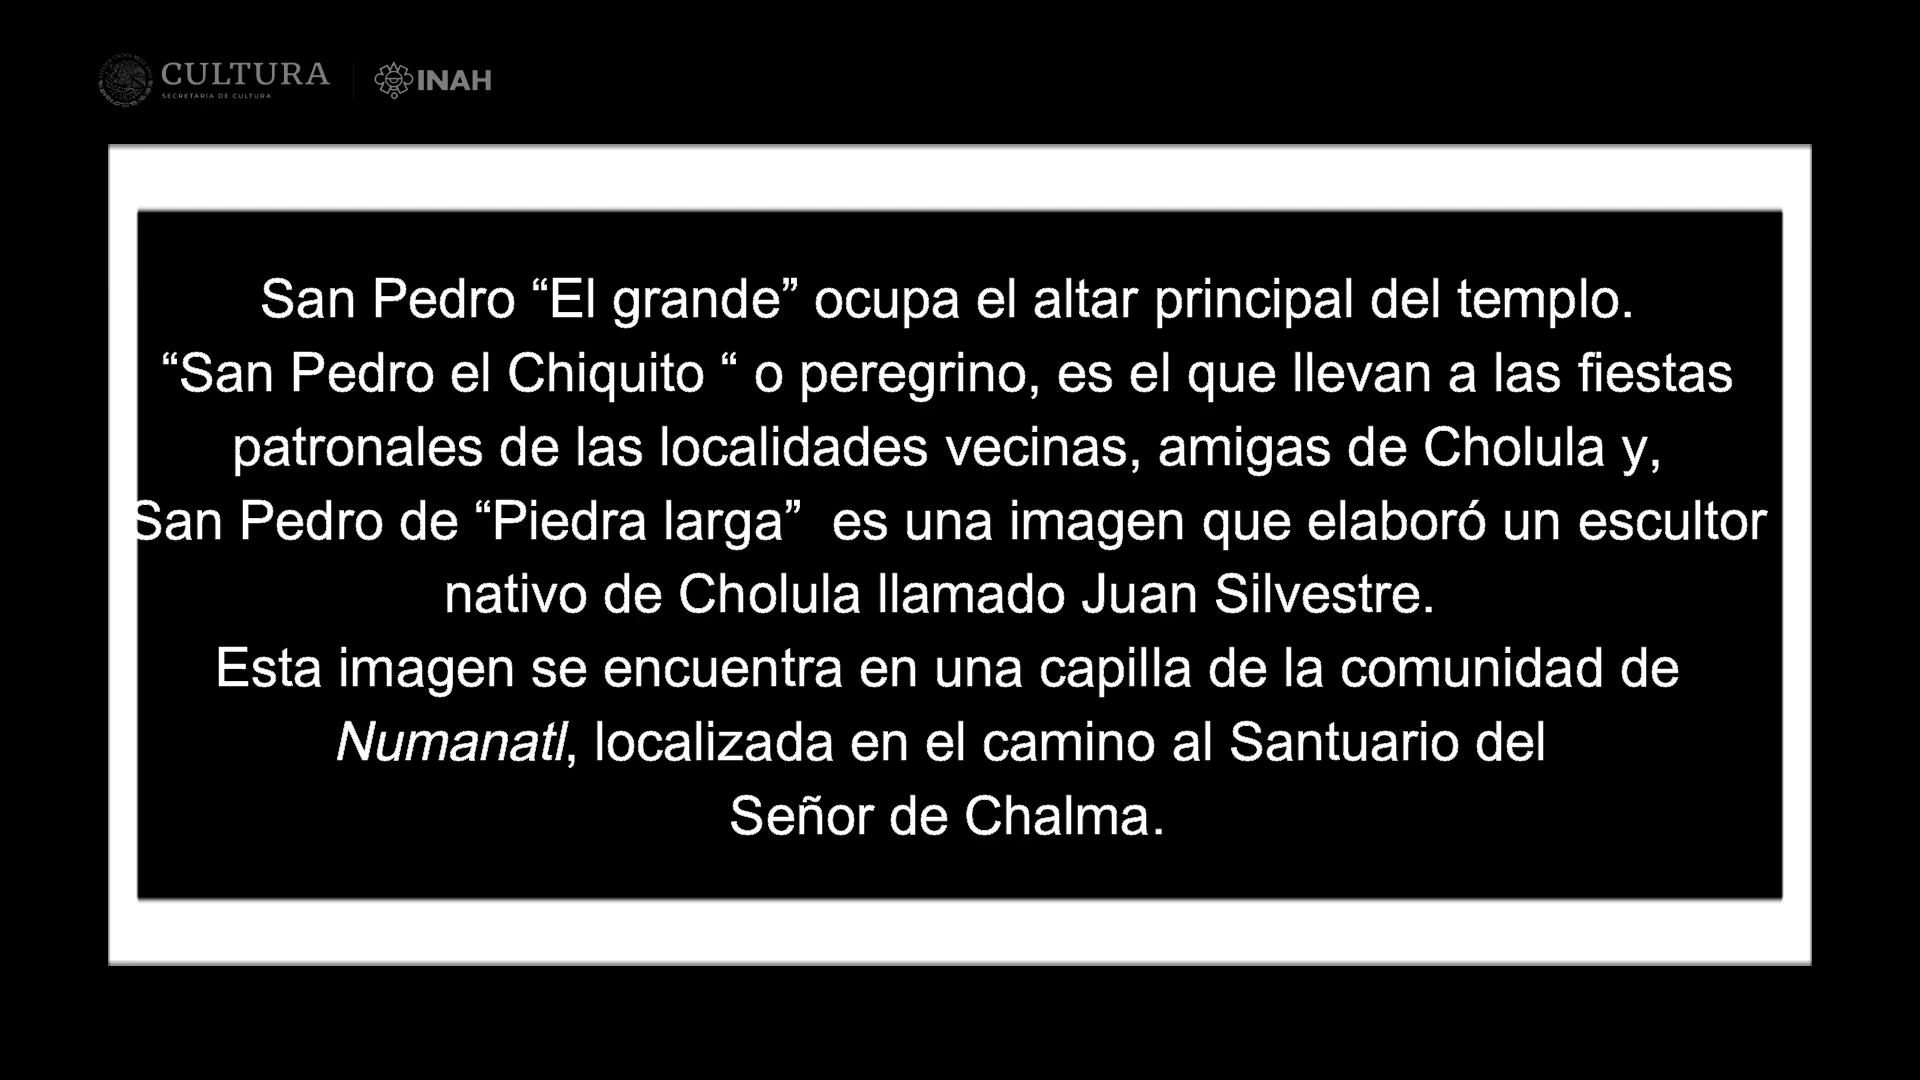 CULTURA
SECRETARÍA DE CULTURA
INAH
San Pedro “El grande” ocupa el altar principal del templo.
“San Pedro el Chiquito “ o peregrino, es el que llevan a las fiestas
patronales de las localidades vecinas, amigas de Cholula y,
San Pedro de “Piedra larga”  es una imagen que elaboró un escultor
nativo de Cholula llamado Juan Silvestre.
Esta imagen se encuentra en una capilla de la comunidad de
Numanatl, localizada en el camino al Santuario del
Señor de Chalma.